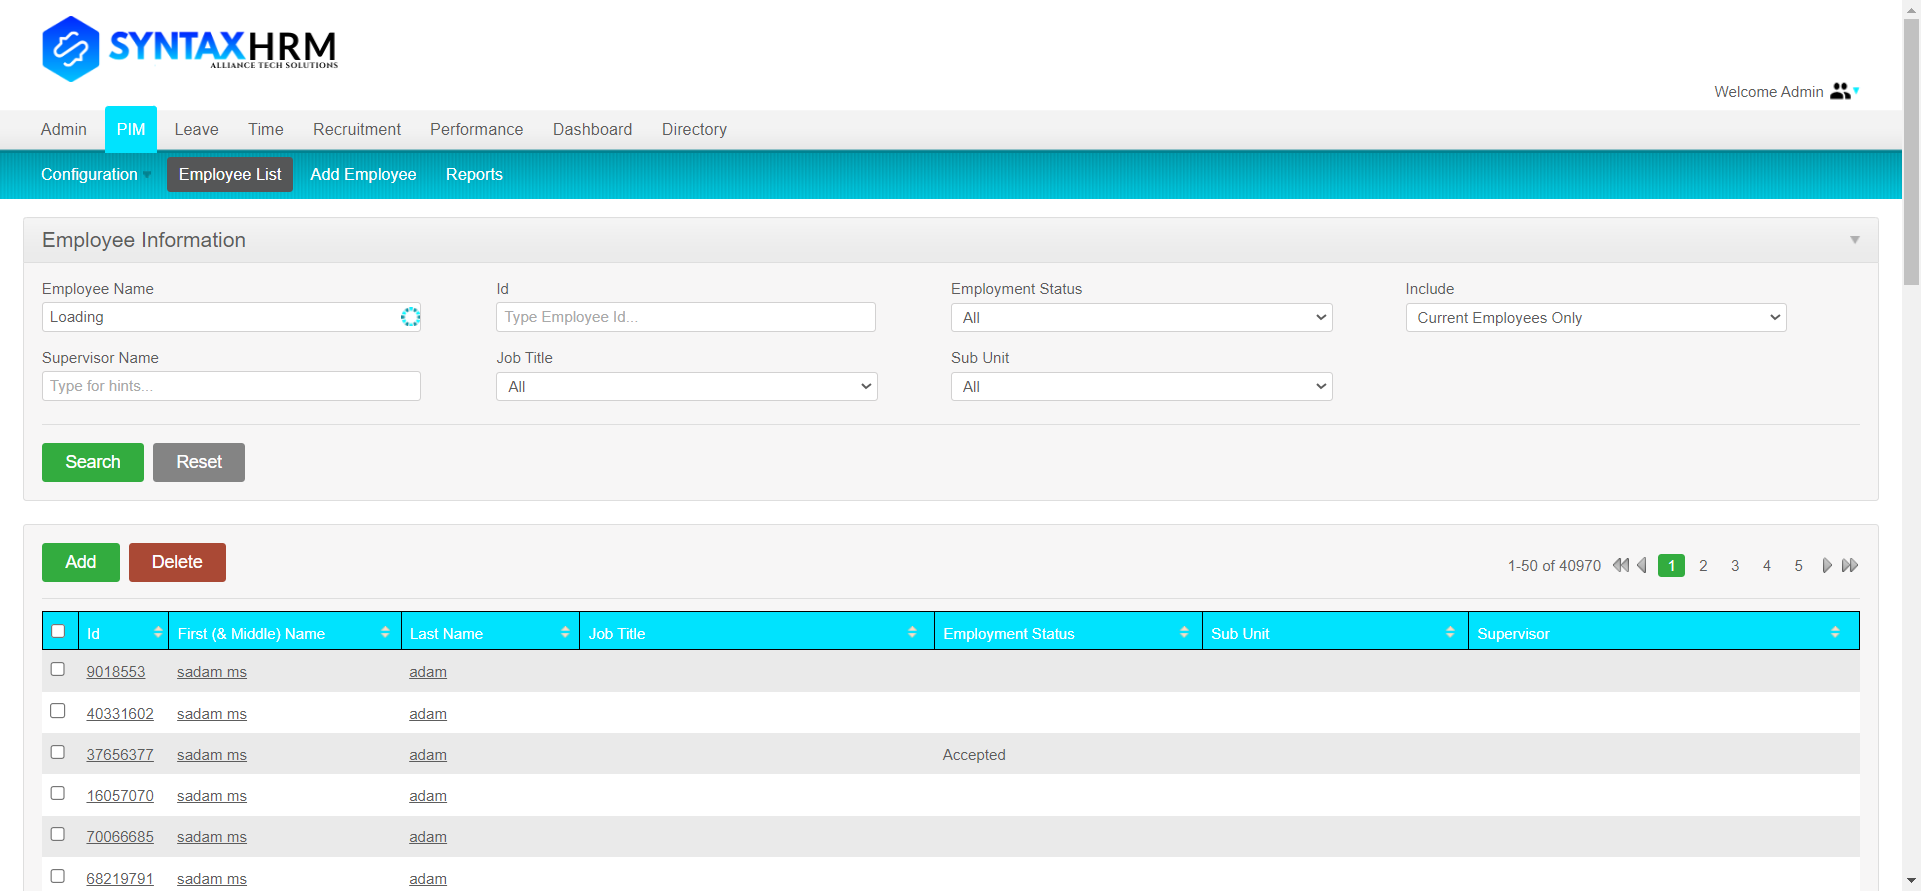 SYNTAXHRM
ALLIANCE TECH SOLUTIONS
Welcome Admin
Admin PIM Leave Time Recruitment Performance Dashboard Directory
Configuration Employee List Add Employee Reports
Employee Information
Employee Name Id Employment Status Include
Loading Type Employee Id... All Current Employees Only
Supervisor Name Job Title Sub Unit
Type for hints... All All
Search Reset
Add Delete
1-50 of 40970 1 2 3 4 5
Id First (& Middle) Name Last Name Job Title Employment Status Sub Unit Supervisor
9018553 sadam ms adam
40331602 sadam ms adam
37656377 sadam ms adam Accepted
16057070 sadam ms adam
70066685 sadam ms adam
68219791 sadam ms adam